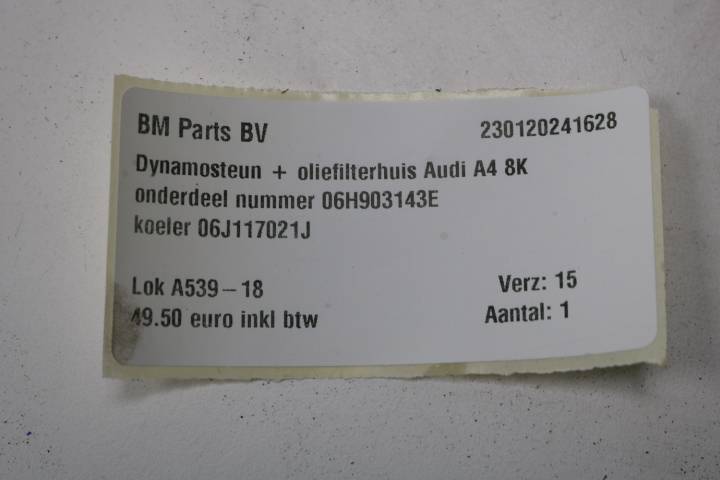 BM Parts BV 230120241628
Dynamosteun + oliefilterhuis Audi A4 8K
onderdeel nummer 06H903143E
koeler 06J117021J
Lok A539-18 Verz: 15
49.50 euro inkl btw Aantal: 1